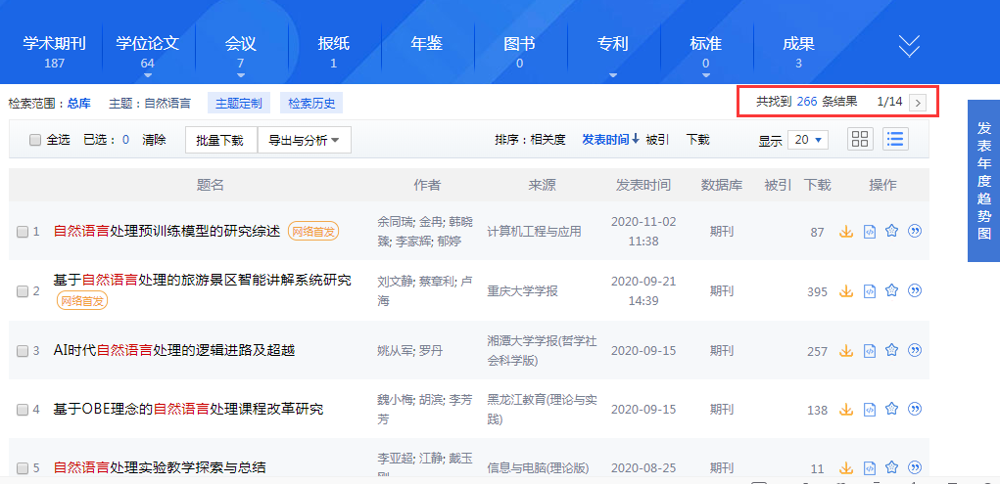 学术期刊 学位论文 会议 报纸 年鉴 图书 专利 标准 成果
187 64 7 1 0 0 3
检索范围：总库 主题：自然语言 主题定制 检索历史 共找到 266 条结果 1/14 >
全选 已选：0 清除 批量下载 导出与分析 排序：相关度 发表时间↓ 被引 下载 显示 20
发表年度趋势图
题名 作者 来源 发表时间 数据库 被引 下载 操作
1 自然语言处理预训练模型的研究综述 网络首发 余同瑞; 金冉; 韩晓
臻; 李家辉; 郁婷 计算机工程与应用 2020-11-02
11:38 期刊 87
2 基于自然语言处理的旅游景区智能讲解系统研究
网络首发 刘文静; 蔡章利; 卢
海 重庆大学学报 2020-09-21
14:39 期刊 395
3 AI时代自然语言处理的逻辑进路及超越 姚从军; 罗丹 湘潭大学学报(哲学社
会科学版) 2020-09-15 期刊 257
4 基于OBE理念的自然语言处理课程改革研究 魏小梅; 胡滨; 李芳
芳 黑龙江教育(理论与实
践) 2020-09-15 期刊 138
5 自然语言处理实验教学探索与总结 李亚超; 江静; 戴玉
信息与电脑(理论版) 2020-08-25 期刊 11